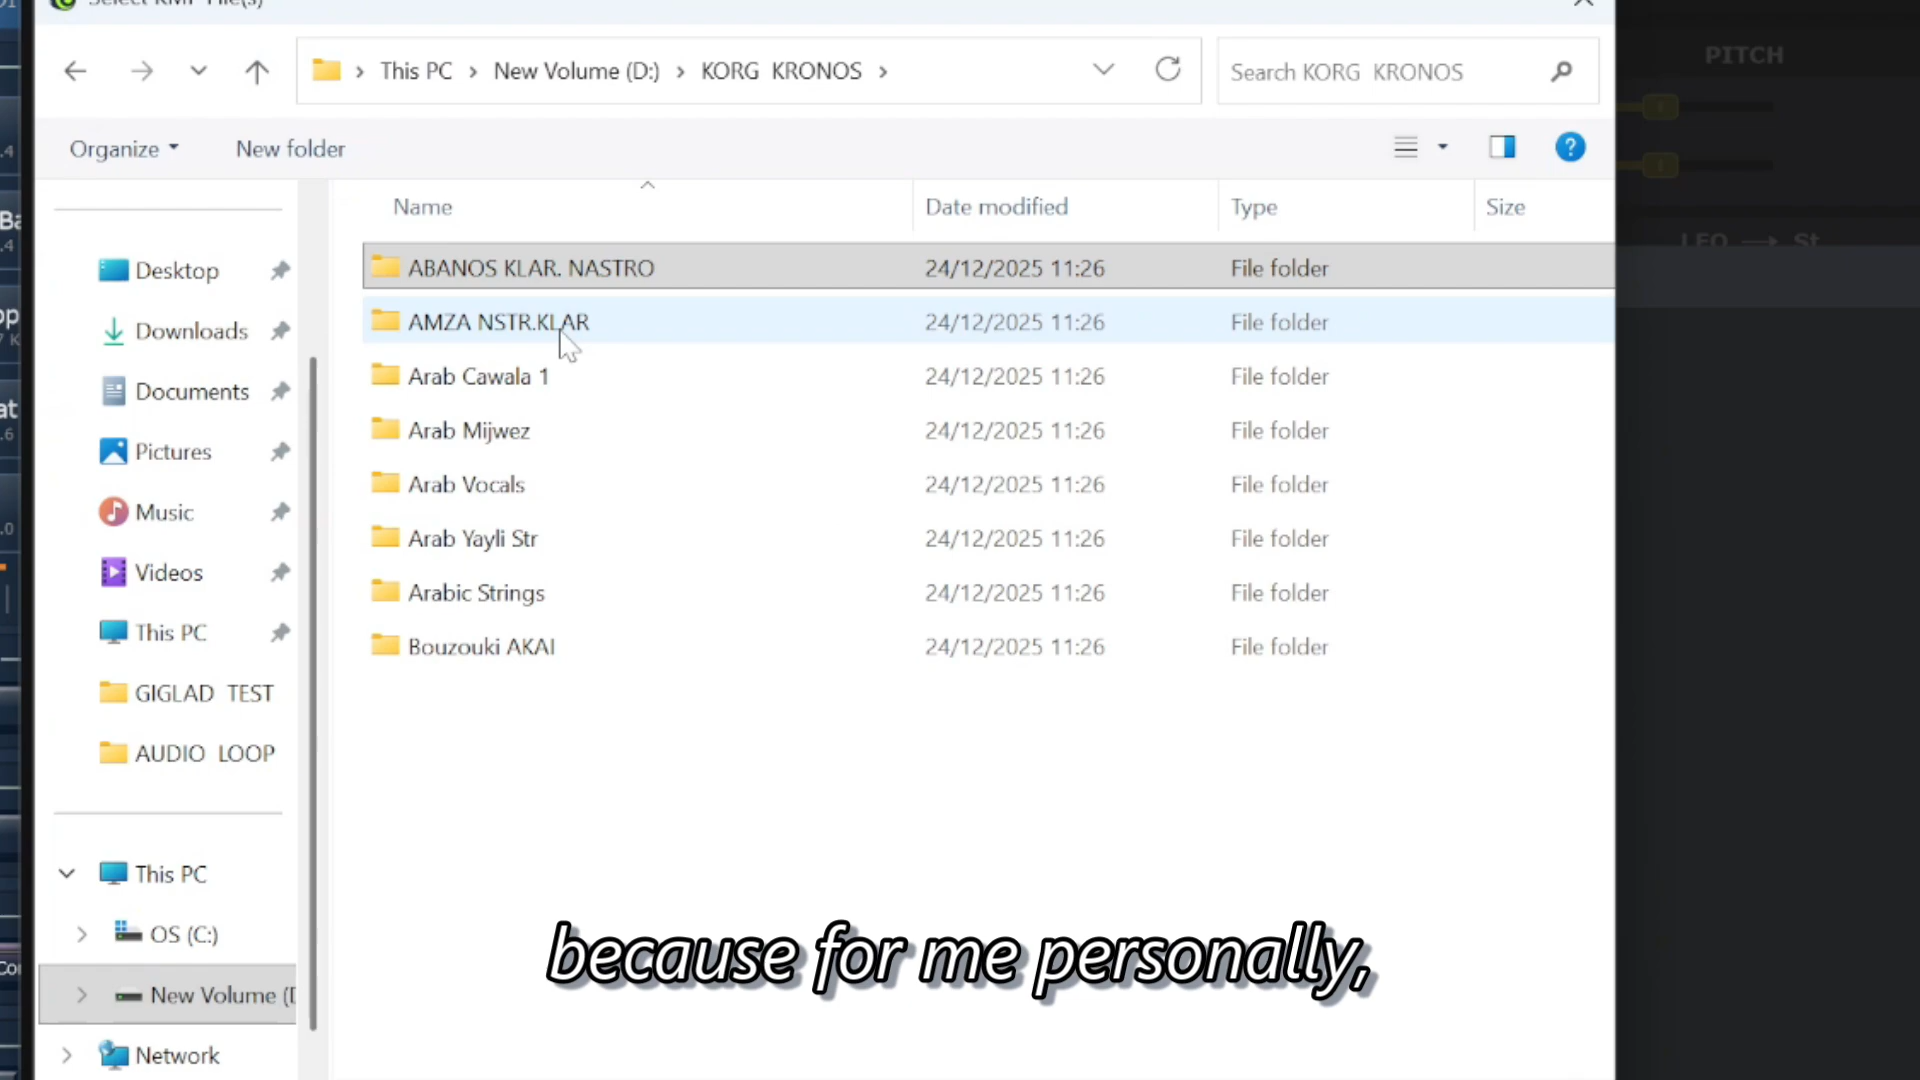 Select KMP File(s)
This PC > New Volume (D:) > KORG KRONOS >
Search KORG KRONOS
PITCH
Organize
New folder
Name
Date modified
Type
Size
LFO → St
ABANOS KLAR. NASTRO 24/12/2025 11:26 File folder
AMZA NSTR.KLAR 24/12/2025 11:26 File folder
Arab Cawala 1 24/12/2025 11:26 File folder
Arab Mijwez 24/12/2025 11:26 File folder
Arab Vocals 24/12/2025 11:26 File folder
Arab Yayli Str 24/12/2025 11:26 File folder
Arabic Strings 24/12/2025 11:26 File folder
Bouzouki AKAI 24/12/2025 11:26 File folder
Desktop
Downloads
Documents
Pictures
Music
Videos
This PC
GIGLAD TEST
AUDIO LOOP
This PC
OS (C:)
New Volume (D
Network
because for me personally,